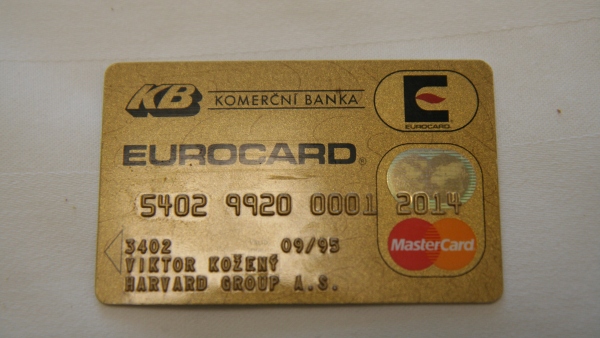 KB KOMERČNÍ BANKA
EUROCARD
EUROCARD®
5402 9920 0001 2014
3402 09/95
MasterCard
VIKTOR KOŽENÝ
HARVARD GROUP A.S.